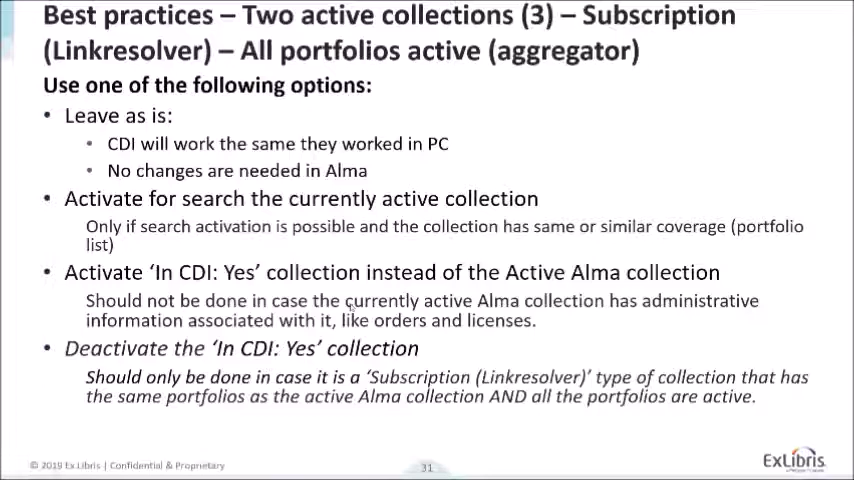 Best practices – Two active collections (3) – Subscription
(Linkresolver) – All portfolios active (aggregator)
Use one of the following options:
• Leave as is:
• CDI will work the same they worked in PC
• No changes are needed in Alma
• Activate for search the currently active collection
Only if search activation is possible and the collection has same or similar coverage (portfolio
list)
• Activate ‘In CDI: Yes’ collection instead of the Active Alma collection
Should not be done in case the currently active Alma collection has administrative
information associated with it, like orders and licenses.
• Deactivate the ‘In CDI: Yes’ collection
Should only be done in case it is a ‘Subscription (Linkresolver)’ type of collection that has
the same portfolios as the active Alma collection AND all the portfolios are active.
© 2019 Ex Libris | Confidential & Proprietary
31
ExLibris